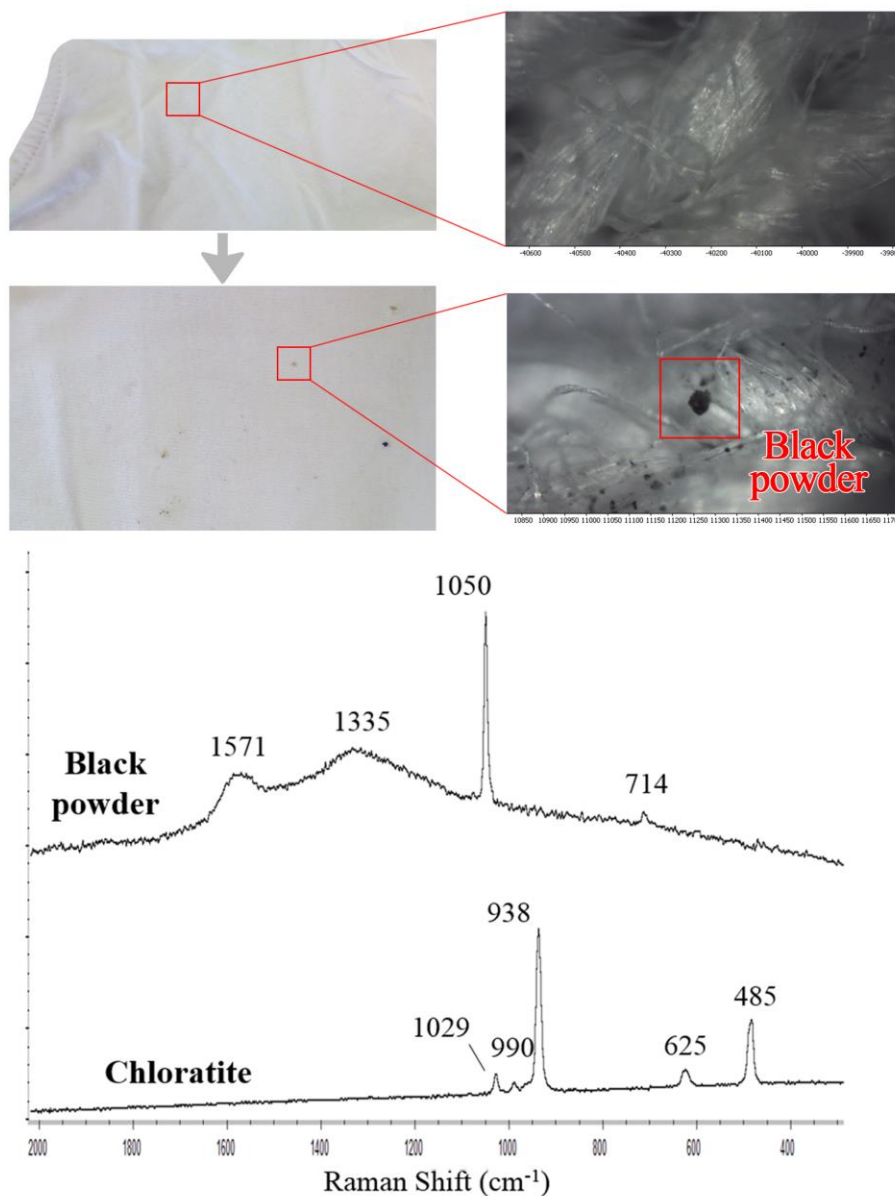 -40600 -40500 -40400 -40300 -40200 -40100 -40000 -39900
Black
powder
10850 10900 10950 11000 11050 11100 11150 11200 11250 11300 11350 11400 11450 11500 11550 11600 11650
1050
1571
1335
Black
powder
714
938
1029
990
625
485
Chloratite
2000 1800 1600 1400 1200 1000 800 600 400
Raman Shift (cm⁻¹)